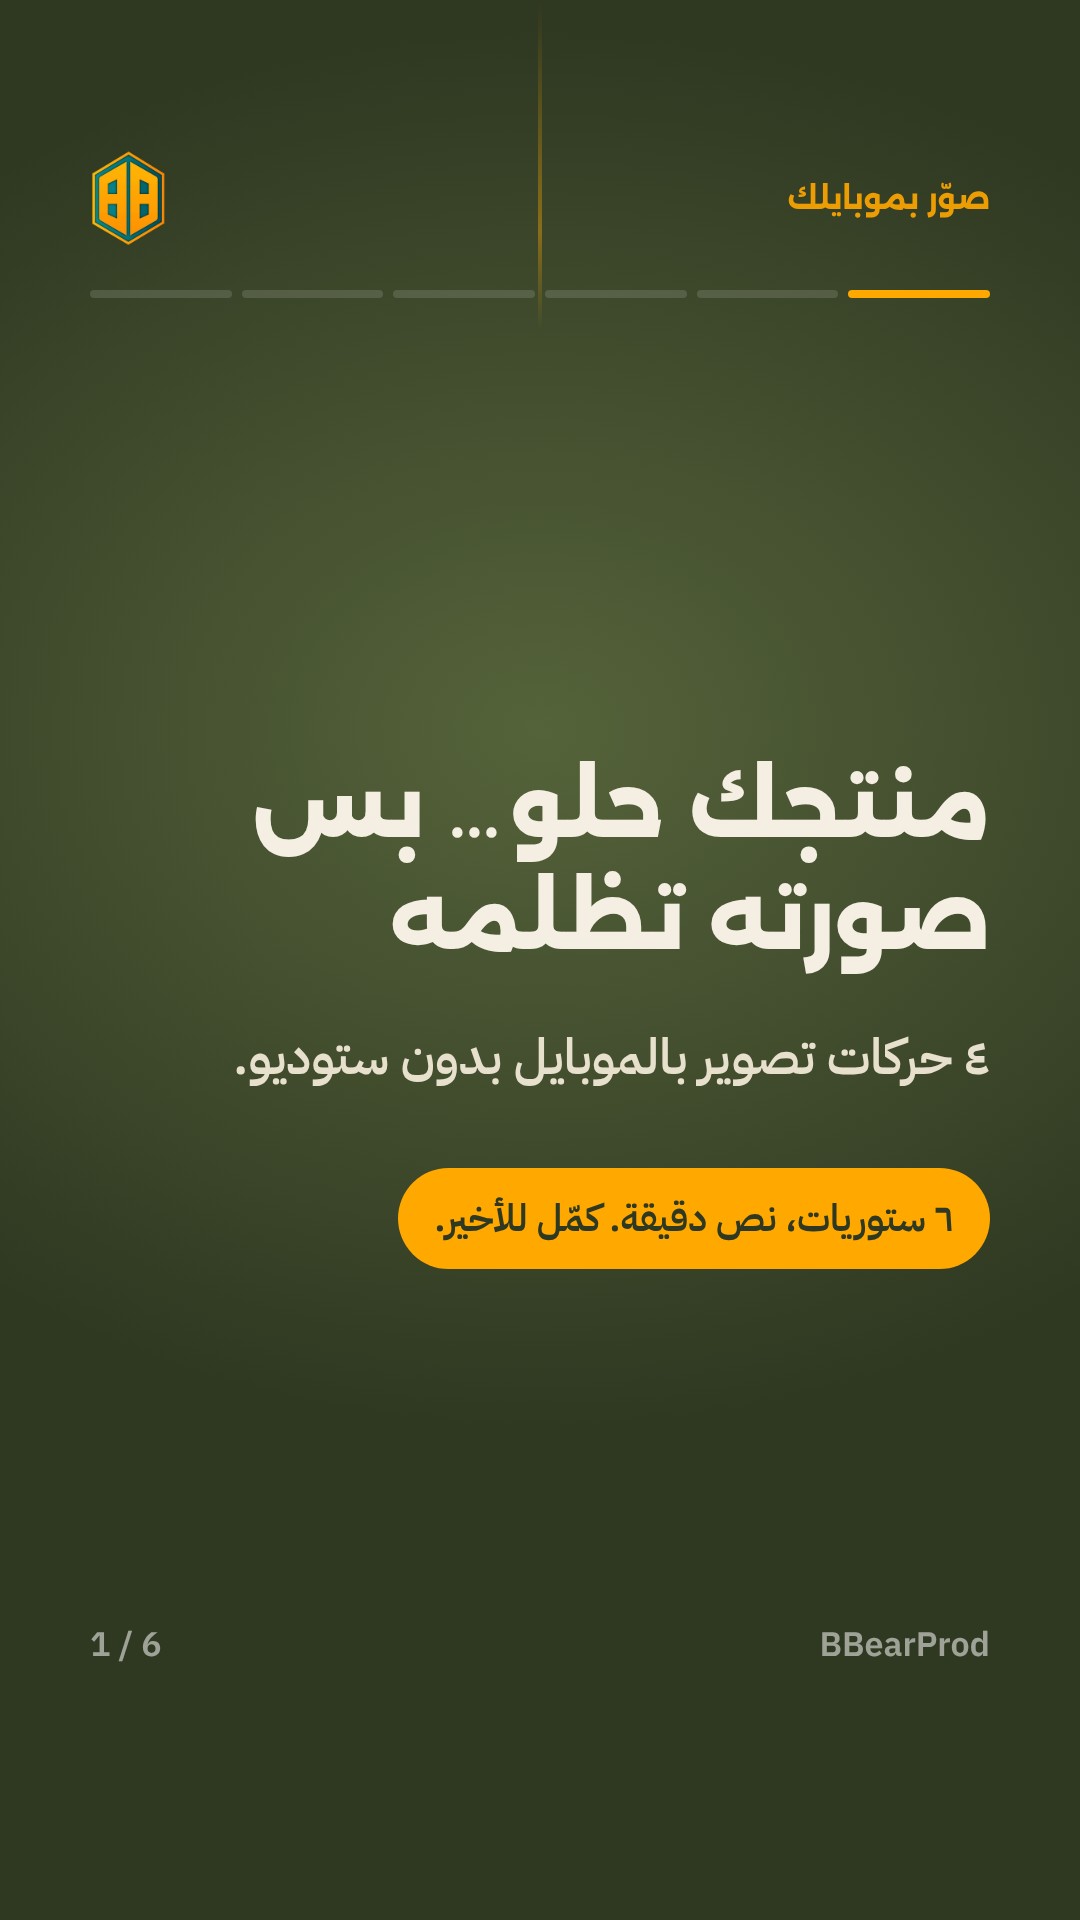 صوّر بموبايلك
منتجك حلو... بس
صورته تظلمه
٤ حركات تصوير بالموبايل بدون ستوديو.
٦ ستوريات، نص دقيقة. كمّل للأخير.
BBearProd
1 / 6